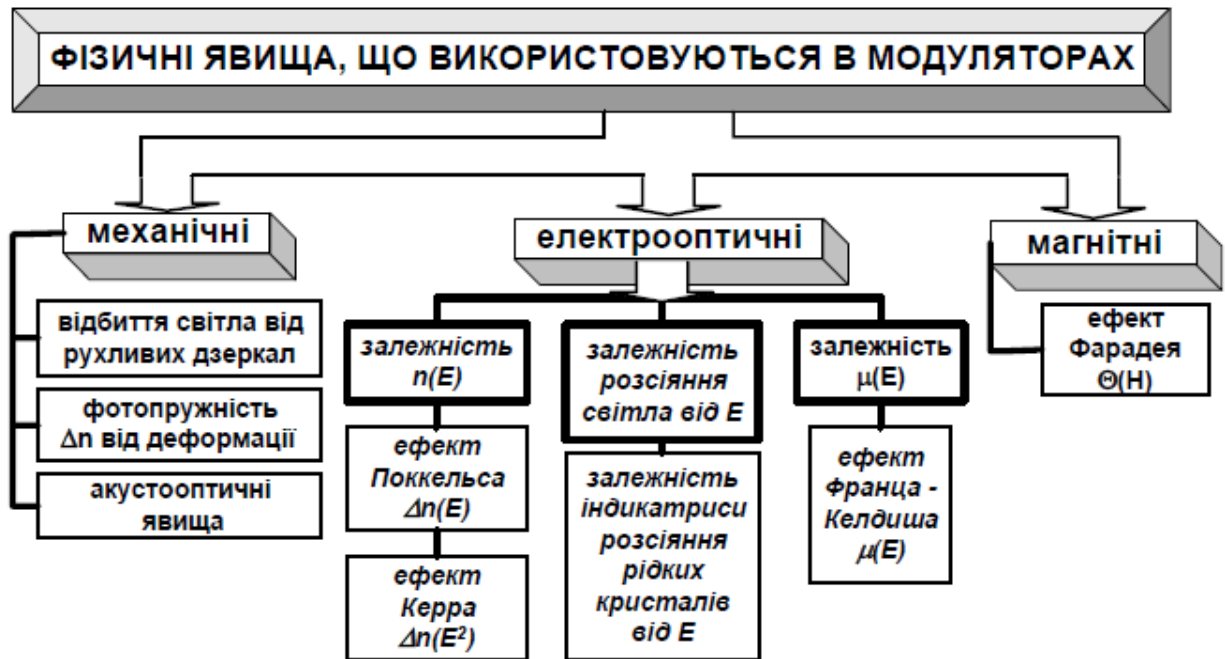 ФІЗИЧНІ ЯВИЩА, ЩО ВИКОРИСТОВУЮТЬСЯ В МОДУЛЯТОРАХ
механічні
відбиття світла від
рухливих дзеркал
фотопружність
Δn від деформації
акустооптичні
явища
електрооптичні
залежність
n(E)
ефект
Поккельса
Δn(E)
ефект
Керра
Δn(E²)
залежність
розсіяння
світла від E
залежність
індикатриси
розсіяння
рідких
кристалів
від E
залежність
μ(E)
ефект
Франца -
Келдиша
μ(E)
магнітні
ефект
Фарадея
Θ(H)